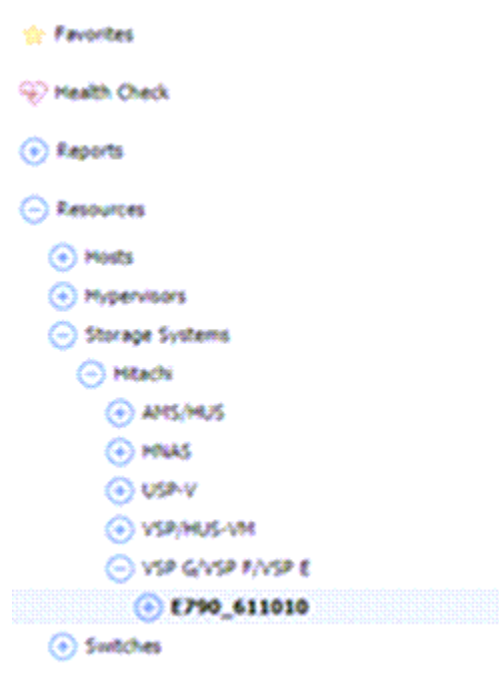 Favorites
Health Check
Reports
Resources
Hosts
Hypervisors
Storage Systems
Hitachi
AMS/HUS
HNAS
USP-V
VSP/HUS-VM
VSP G/VSP F/VSP E
E790_611010
Switches